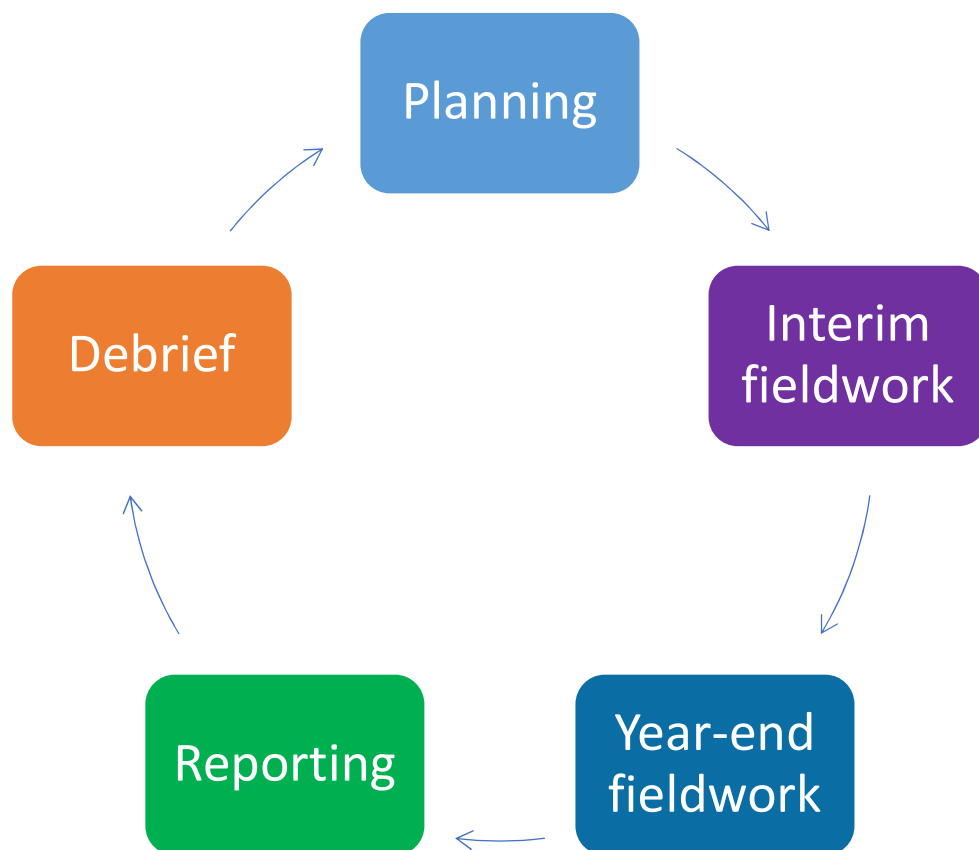 Planning
Interim
fieldwork
Year-end
fieldwork
Reporting
Debrief